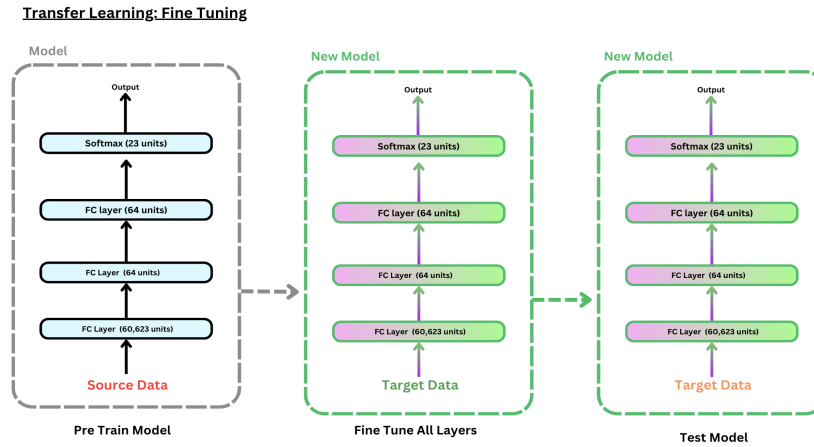 Transfer Learning: Fine Tuning
Model
Output
Softmax (23 units)
FC layer (64 units)
FC Layer (64 units)
FC Layer (60,623 units)
Source Data
Pre Train Model
New Model
Output
Softmax (23 units)
FC layer (64 units)
FC Layer (64 units)
FC Layer (60,623 units)
Target Data
Fine Tune All Layers
New Model
Output
Softmax (23 units)
FC layer (64 units)
FC Layer (64 units)
FC Layer (60,623 units)
Target Data
Test Model